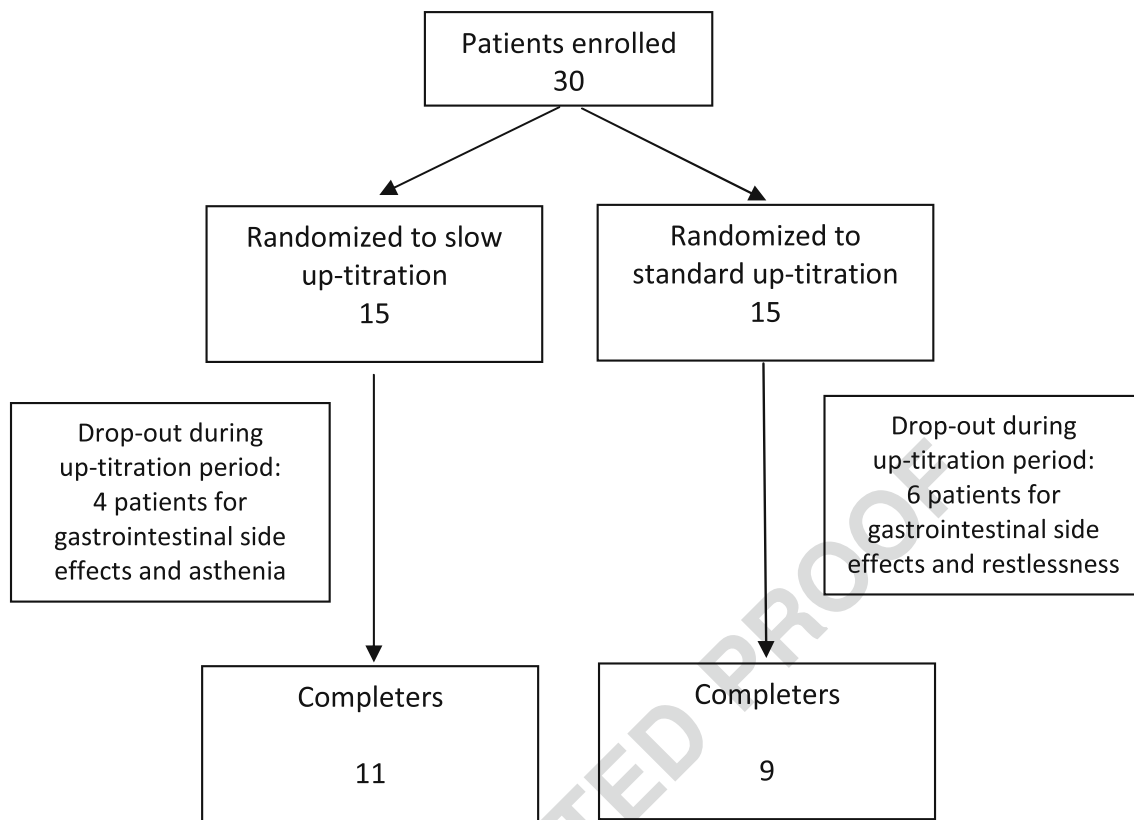 Patients enrolled
30
Randomized to slow
up-titration
15
Randomized to
standard up-titration
15
Drop-out during
up-titration period:
4 patients for
gastrointestinal side
effects and asthenia
Drop-out during
up-titration period:
6 patients for
gastrointestinal side
effects and restlessness
Completers
11
Completers
9
TED PROOF